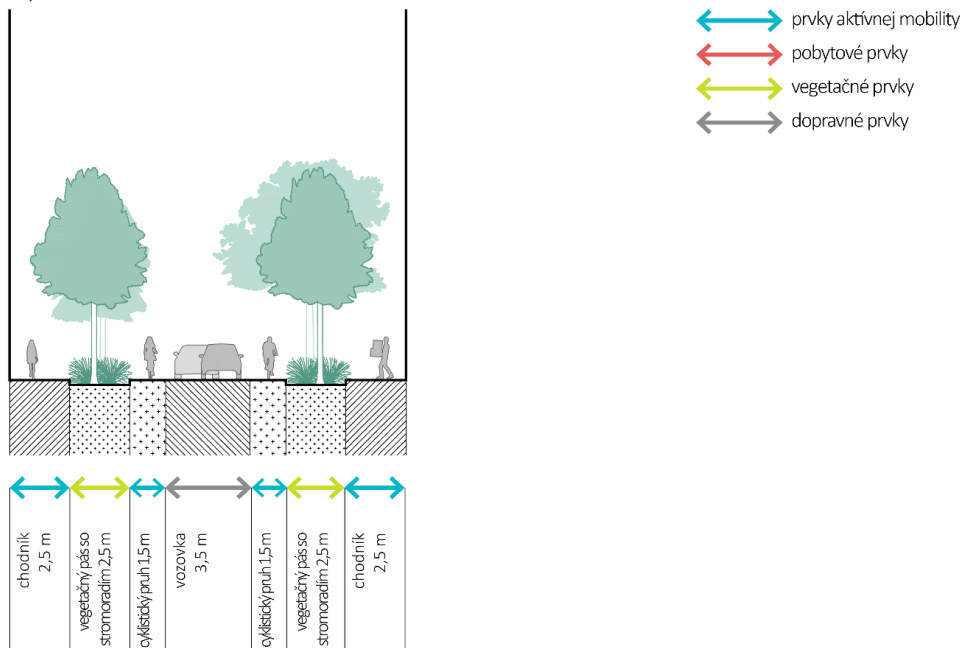 prvky aktívnej mobility
pobytové prvky
vegetačné prvky
dopravné prvky
chodník
2,5 m
vegetačný pás so
stromoradím 2,5 m
cyklistický pruh 1,5 m
vozovka
3,5 m
cyklistický pruh 1,5 m
vegetačný pás so
stromoradím 2,5 m
chodník
2,5 m